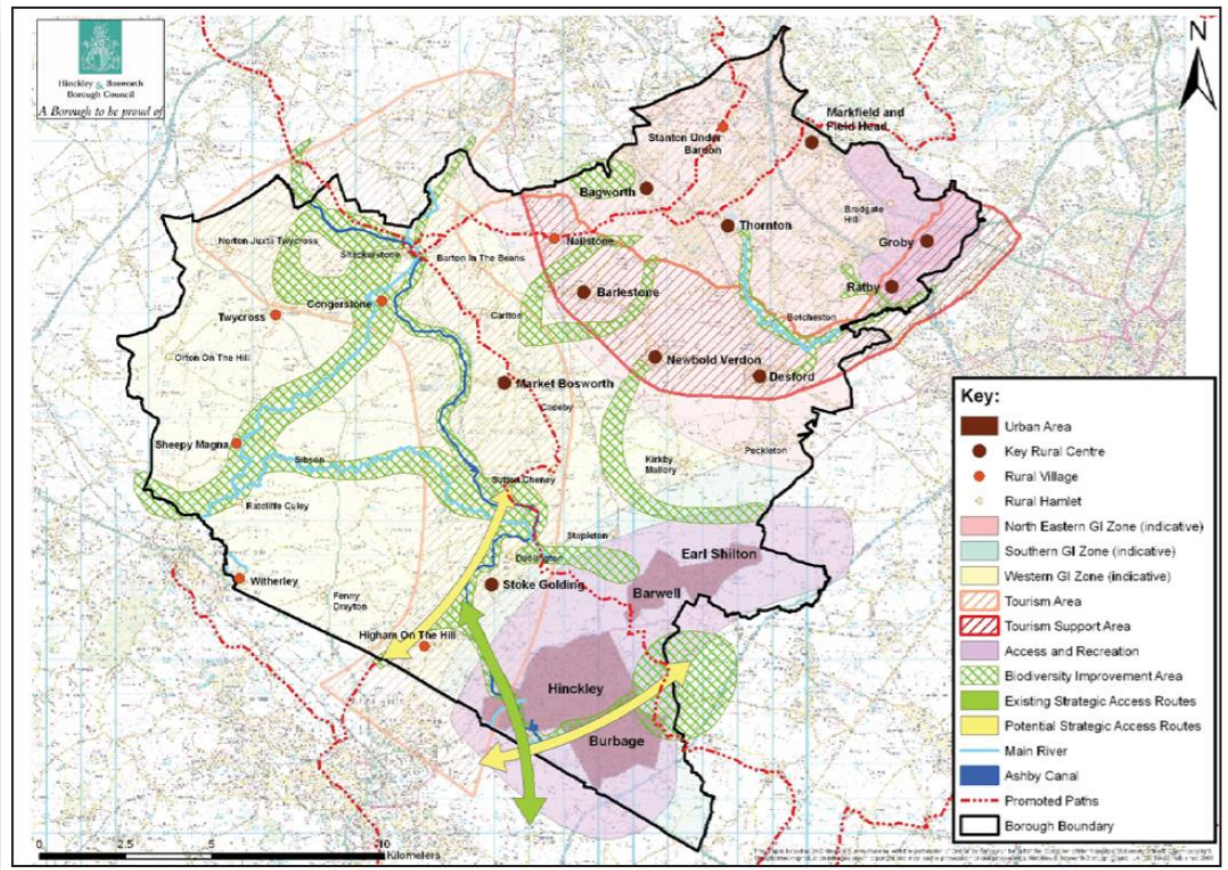 Hinckley & Bosworth
Borough Council
A Borough to be proud of
N
Markfield and
Field Head
Stanton Under
Bardon
Bagworth
Bradgate
Hill
Thornton
Groby
Norton Juxta Twycross
Nailstone
Shackerstone
Barton In The Beans
Ratby
Barlestone
Congerstone
Carlton
Botcheston
Twycross
Orton On The Hill
Newbold Verdon
Desford
Market Bosworth
Cadeby
Sheepy Magna
Sibson
Kirkby
Mallory
Peckleton
Sutton Cheney
Ratcliffe Culey
Stapleton
Dadlington
Earl Shilton
Witherley
Stoke Golding
Barwell
Fenny
Drayton
Higham On The Hill
Hinckley
Burbage
Key:
Urban Area
Key Rural Centre
Rural Village
Rural Hamlet
North Eastern GI Zone (indicative)
Southern GI Zone (indicative)
Western GI Zone (indicative)
Tourism Area
Tourism Support Area
Access and Recreation
Biodiversity Improvement Area
Existing Strategic Access Routes
Potential Strategic Access Routes
Main River
Ashby Canal
Promoted Paths
Borough Boundary
0 2.5 5 10
Kilometers